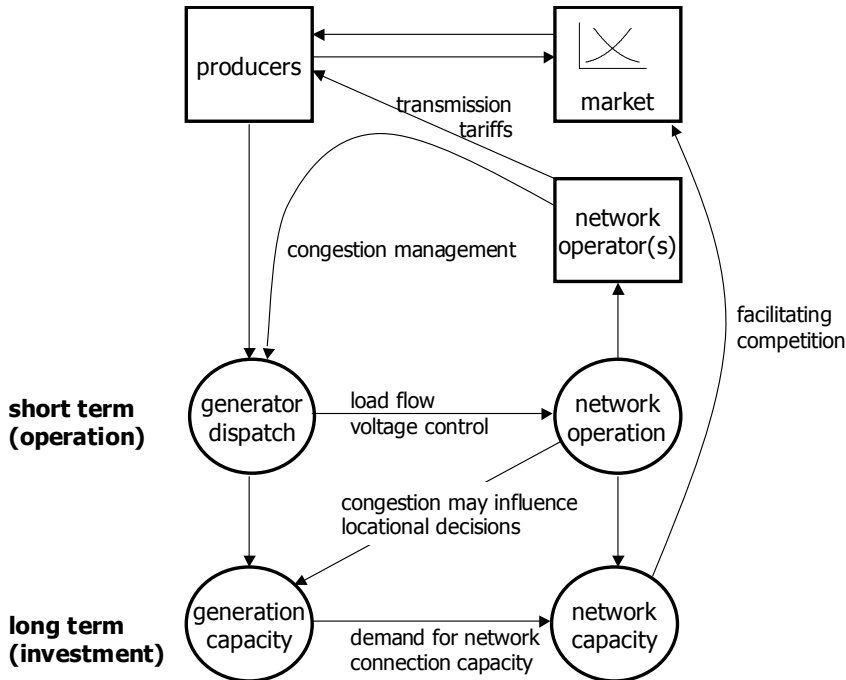 producers
market
transmission
tariffs
network
operator(s)
congestion management
facilitating
competition
short term
(operation)
generator
dispatch
load flow
voltage control
network
operation
congestion may influence
locational decisions
long term
(investment)
generation
capacity
demand for network
connection capacity
network
capacity